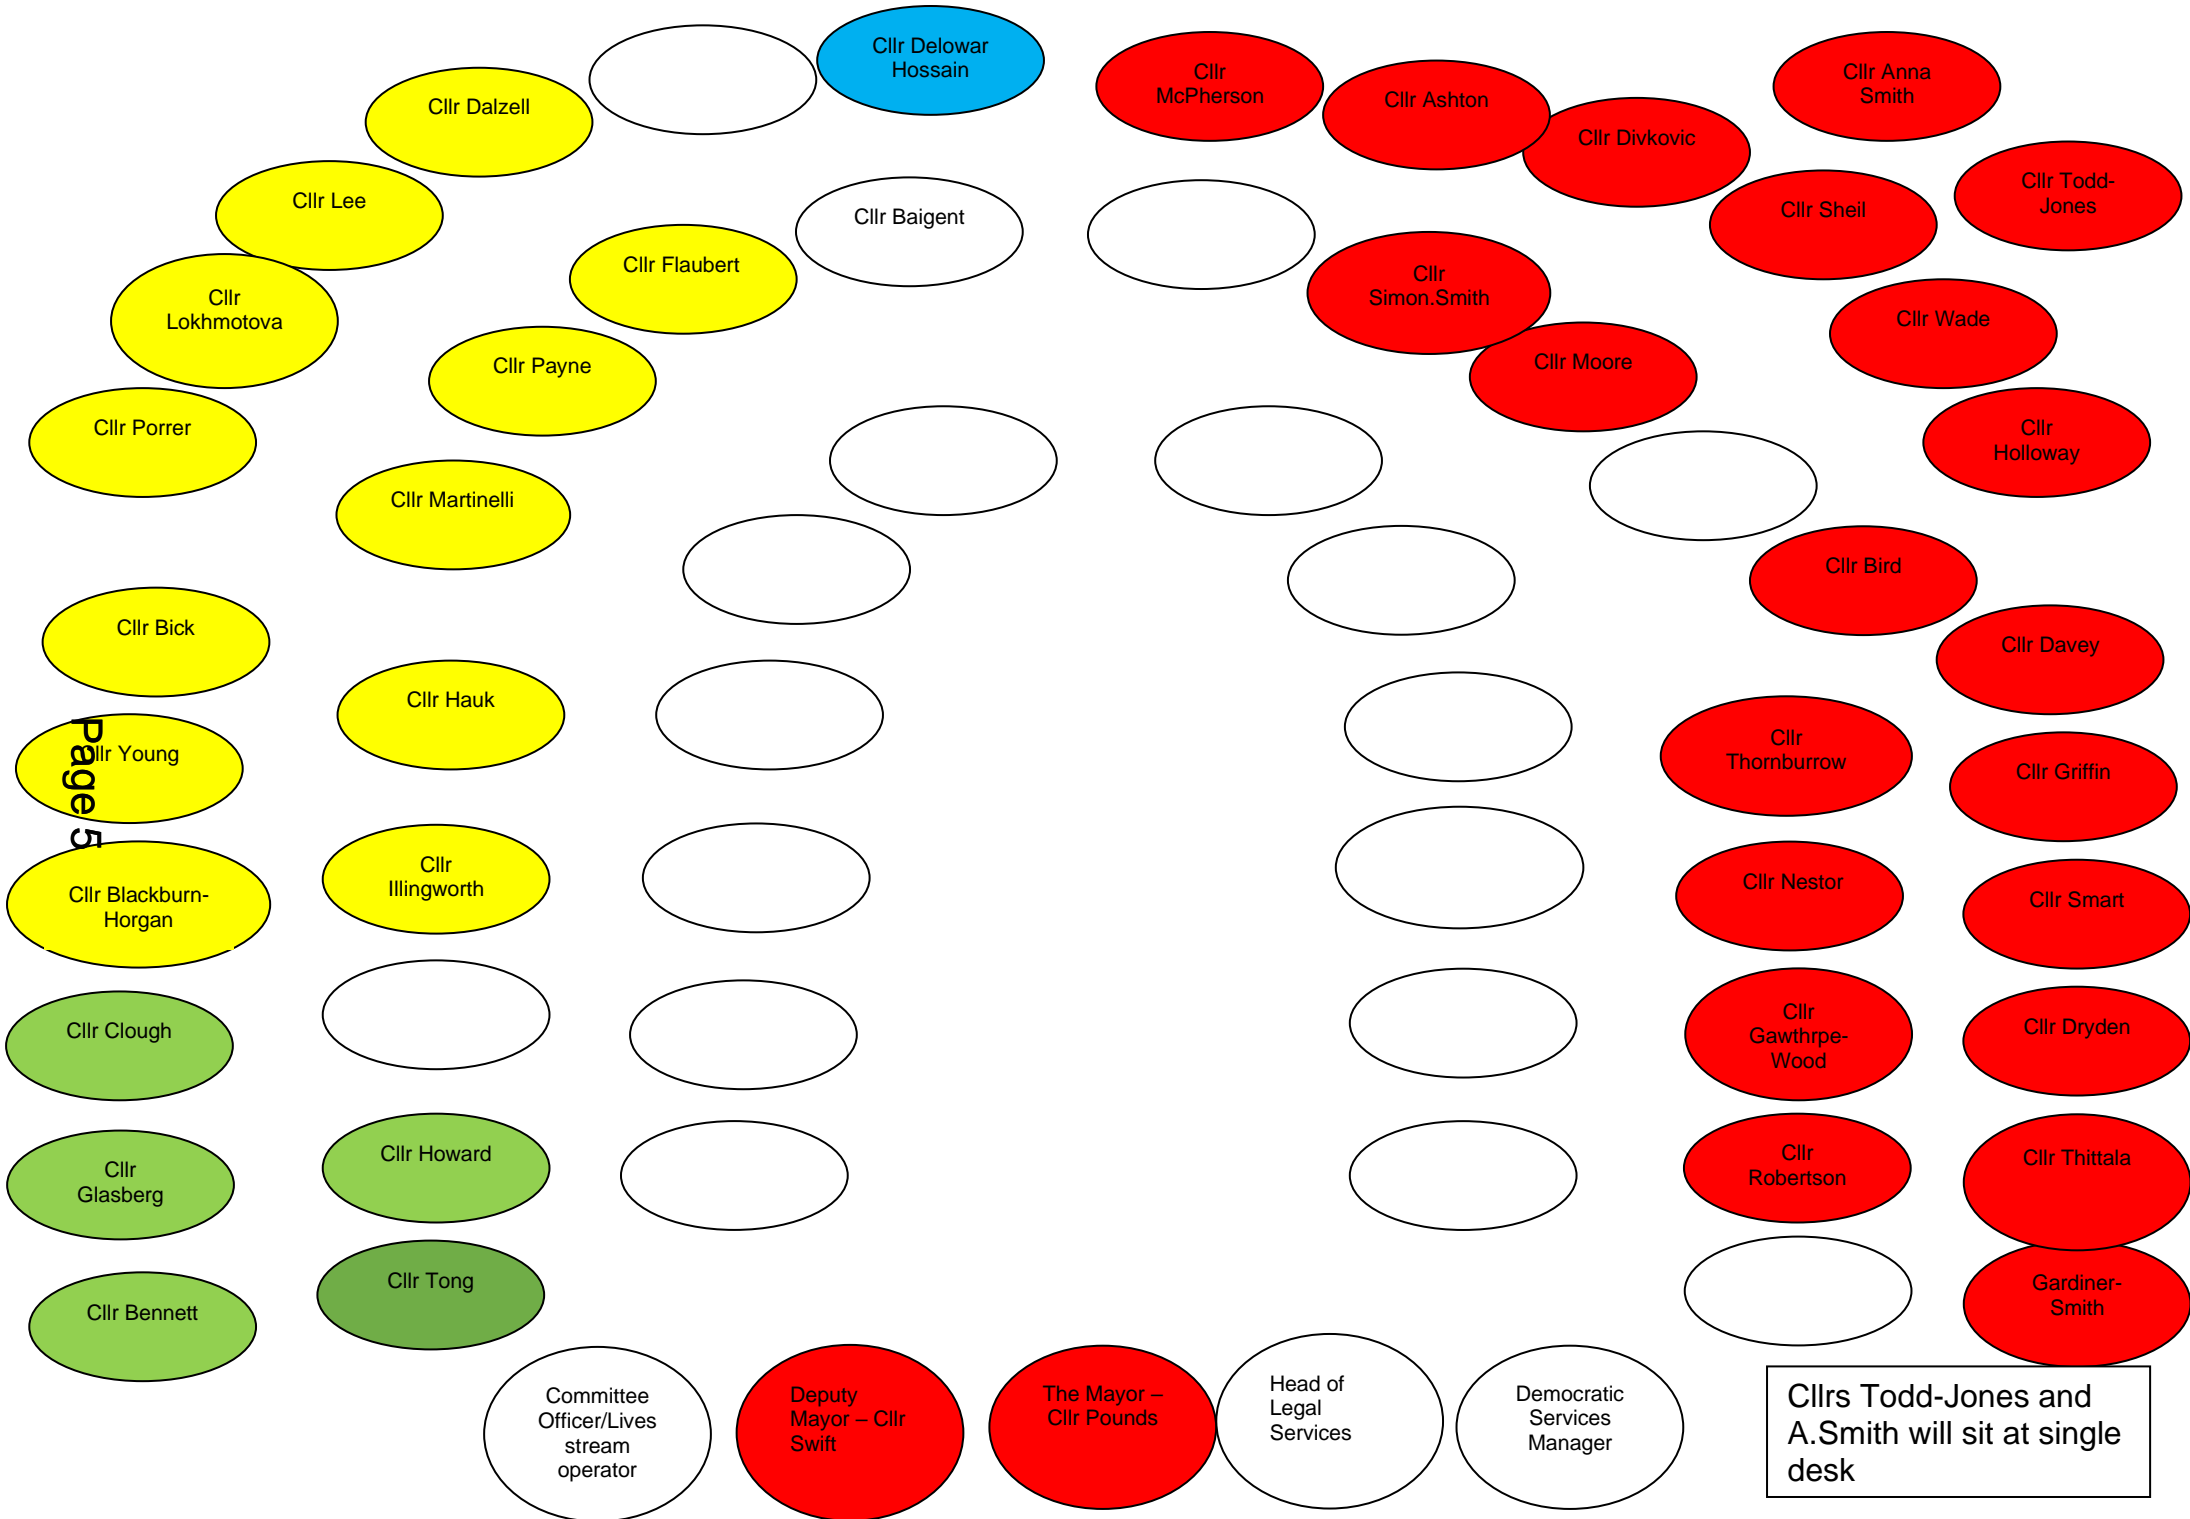 Cllr Delowar
Hossain
Cllr
McPherson
Cllr Ashton
Cllr Divkovic
Cllr Anna
Smith
Cllr Dalzell
Cllr Lee
Cllr Todd-
Jones
Cllr Sheil
Cllr Baigent
Cllr Flaubert
Cllr
Simon.Smith
Cllr
Lokhmotova
Cllr Wade
Cllr Payne
Cllr Moore
Cllr Porrer
Cllr
Holloway
Cllr Martinelli
Cllr Bird
Cllr Bick
Cllr Davey
Cllr Hauk
Cllr
Thornburrow
Cllr Young
Page 5
Cllr Griffin
Cllr
Illingworth
Cllr Nestor
Cllr Blackburn-
Horgan
Cllr Smart
Cllr Clough
Cllr
Gawthrpe-
Wood
Cllr Dryden
Cllr
Glasberg
Cllr Howard
Cllr
Robertson
Cllr Thittala
Cllr Bennett
Cllr Tong
Gardiner-
Smith
Committee
Officer/Lives
stream
operator
Deputy
Mayor – Cllr
Swift
The Mayor –
Cllr Pounds
Head of
Legal
Services
Democratic
Services
Manager
Cllrs Todd-Jones and
A.Smith will sit at single
desk